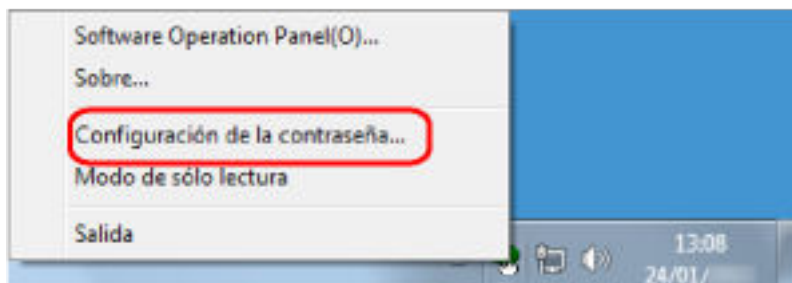 Software Operation Panel(O)...
Sobre...
Configuración de la contraseña...
Modo de sólo lectura
Salida
13:08
24/01/